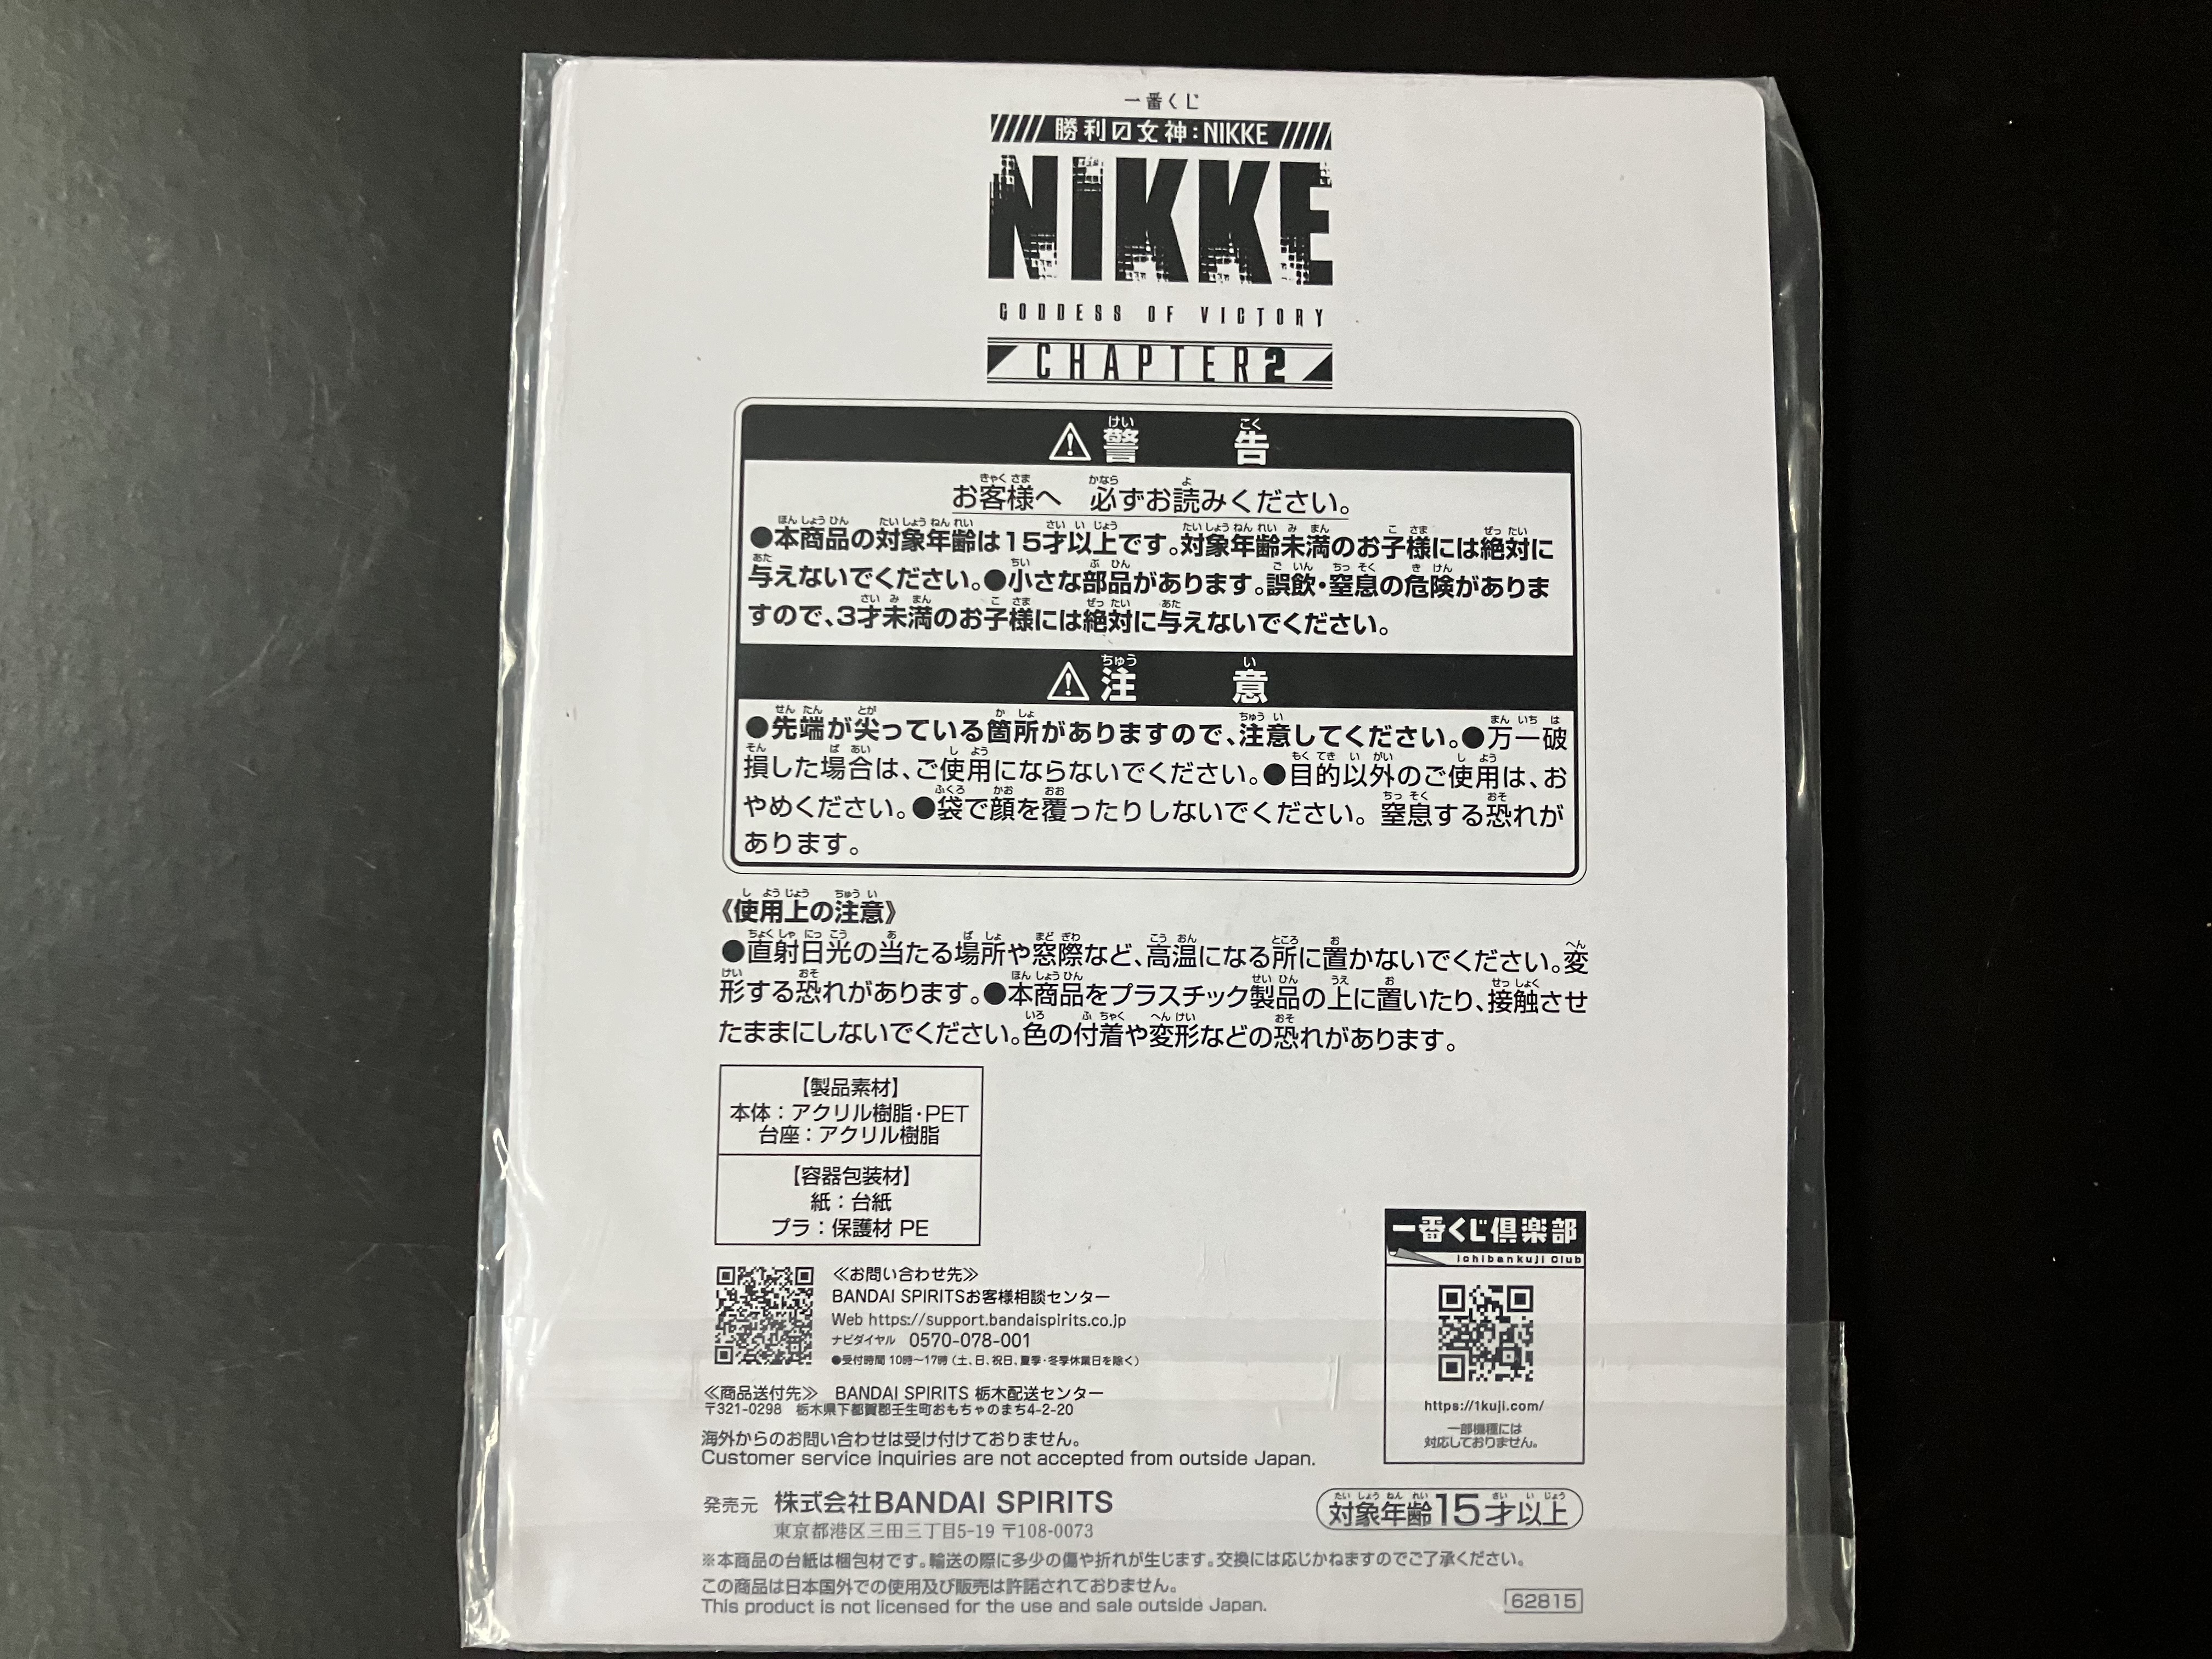 一番くじ
勝利の女神:NIKKE
NIKKE
GODDESS OF VICTORY
CHAPTER2
⚠警告
お客様へ 必ずお読みください。
●本商品の対象年齢は15才以上です。対象年齢未満のお子様には絶対に
与えないでください。●小さな部品があります。誤飲・窒息の危険がありま
すので、3才未満のお子様には絶対に与えないでください。
⚠注意
●先端が尖っている箇所がありますので、注意してください。●万一破
損した場合は、ご使用にならないでください。●目的以外のご使用は、お
やめください。●袋で顔を覆ったりしないでください。窒息する恐れが
あります。
《使用上の注意》
●直射日光の当たる場所や窓際など、高温になる所に置かないでください。変
形する恐れがあります。●本商品をプラスチック製品の上に置いたり、接触させ
たままにしないでください。色の付着や変形などの恐れがあります。
【製品素材】
本体：アクリル樹脂・PET
台座：アクリル樹脂
【容器包装材】
紙：台紙
プラ：保護材 PE
≪お問い合わせ先≫
BANDAI SPIRITSお客様相談センター
Web https://support.bandaispirits.co.jp
ナビダイヤル 0570-078-001
●受付時間 10時～17時（土、日、祝日、夏季・冬季休業日を除く）
≪商品送付先≫ BANDAI SPIRITS 栃木配送センター
〒321-0298 栃木県下都賀郡壬生町おもちゃのまち4-2-20
海外からのお問い合わせは受け付けておりません。
Customer service inquiries are not accepted from outside Japan.
一番くじ倶楽部
ichibankuji Club
https://1kuji.com/
一部機種には
対応しておりません。
発売元 株式会社BANDAI SPIRITS
東京都港区三田三丁目5-19 〒108-0073
対象年齢15才以上
※本商品の台紙は梱包材です。輸送の際に多少の傷や折れが生じます。交換には応じかねますのでご了承ください。
この商品は日本国外での使用及び販売は許諾されておりません。
This product is not licensed for the use and sale outside Japan.
62815